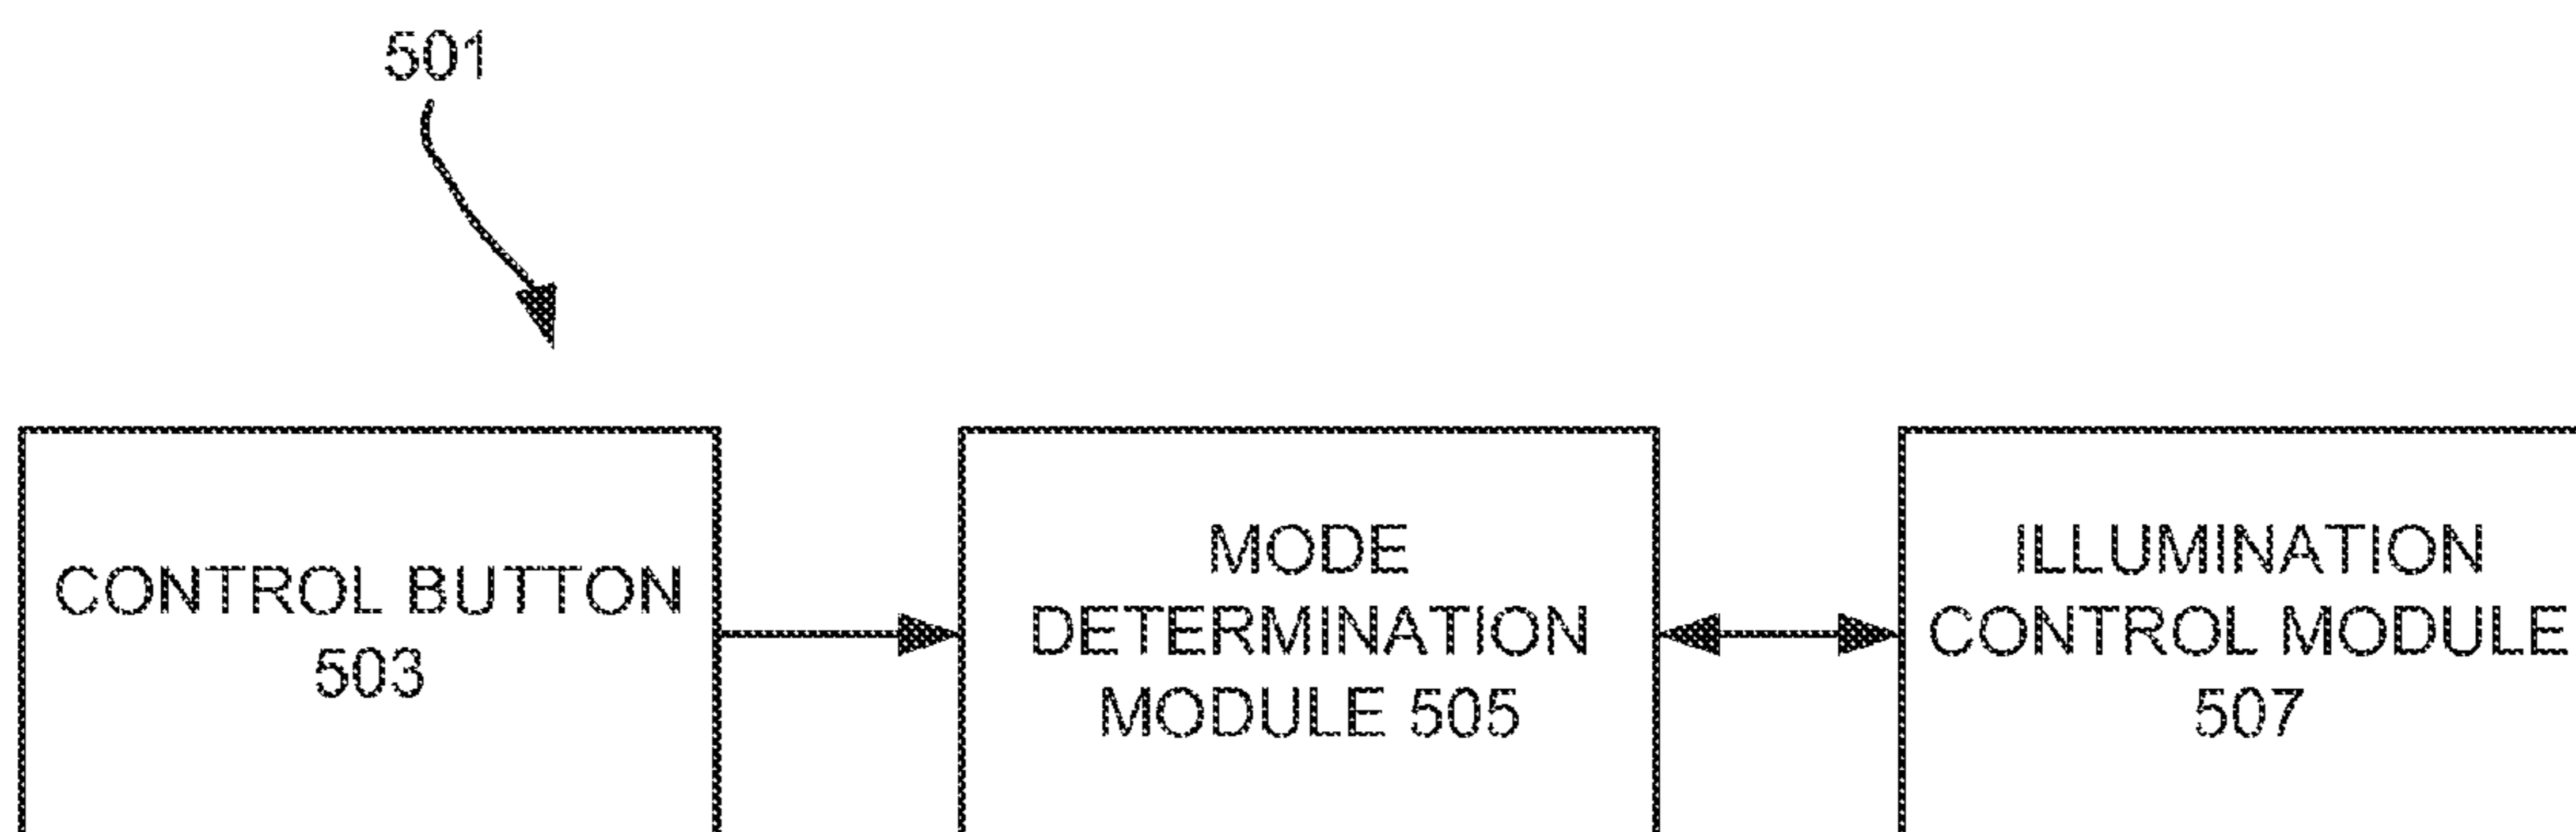 501
CONTROL BUTTON
503
MODE
DETERMINATION
MODULE 505
ILLUMINATION
CONTROL MODULE
507